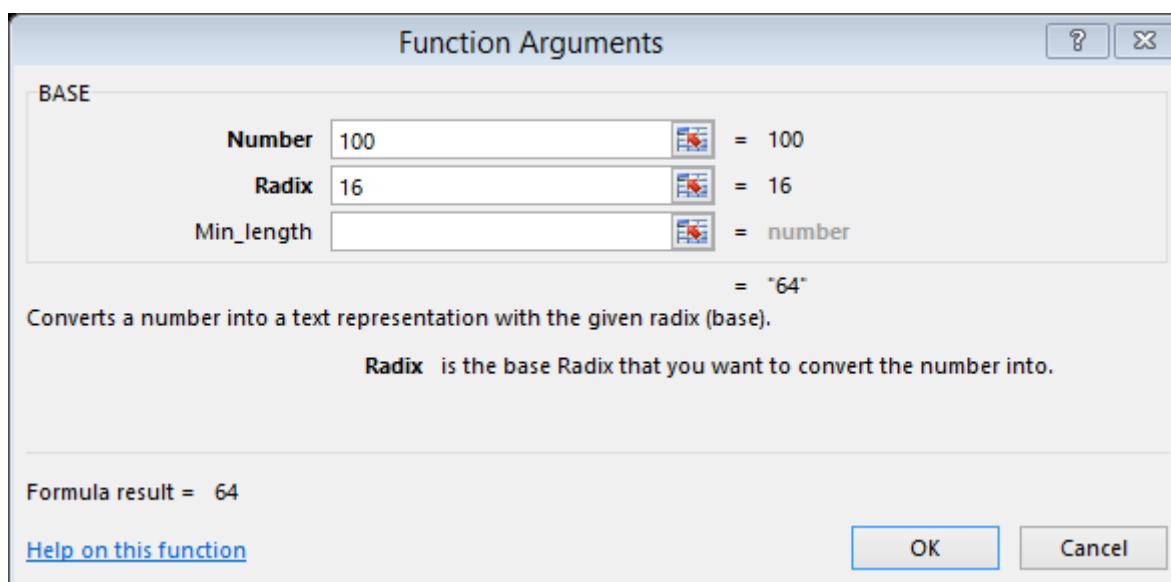 Function Arguments
BASE
Number 100 = 100
Radix 16 = 16
Min_length = number
= "64"
Converts a number into a text representation with the given radix (base).
Radix is the base Radix that you want to convert the number into.
Formula result = 64
Help on this function OK Cancel